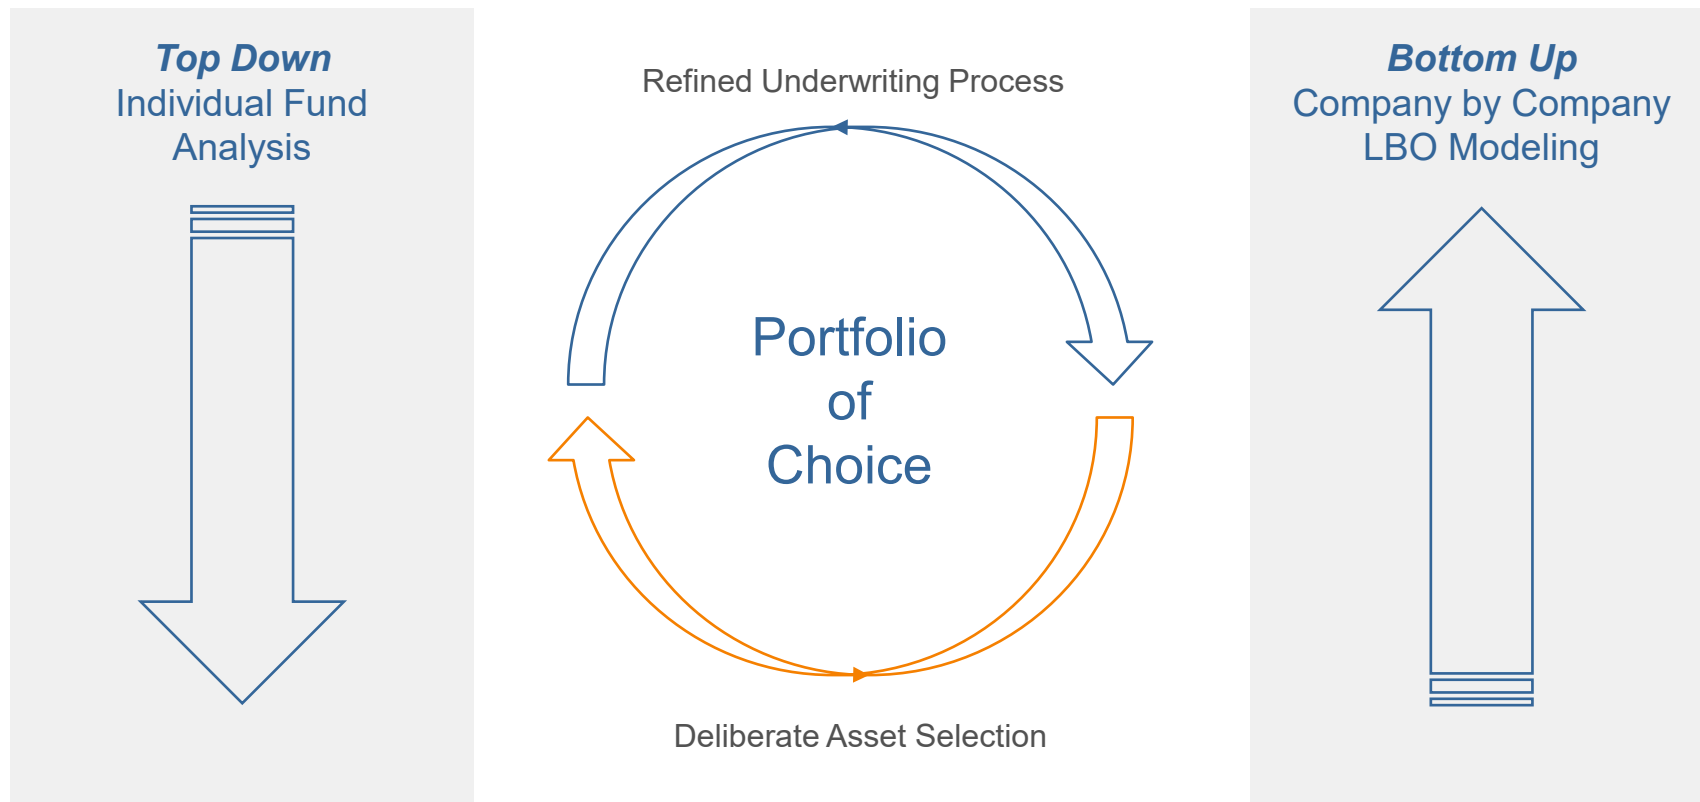 Top Down
Individual Fund
Analysis
Refined Underwriting Process
Portfolio
of
Choice
Deliberate Asset Selection
Bottom Up
Company by Company
LBO Modeling